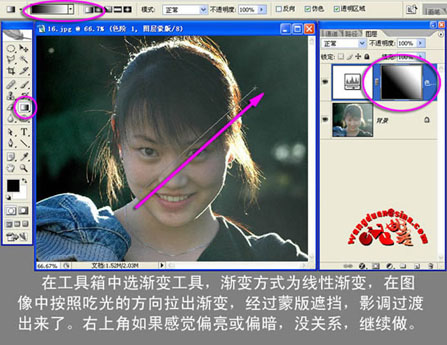 模式: 正常 不透明度: 100% 反向 仿色 透明区域
16.jpg @ 66.7% (色阶 1, 图层蒙版/8)
图层
正常 不透明度: 100%
锁定: 填充: 100%
色...
背景
wangduan@sina.com
66.67% 文档:1.52M/2.03M
在工具箱中选渐变工具，渐变方式为线性渐变，在图
像中按照吃光的方向拉出渐变，经过蒙版遮挡，影调过渡
出来了。右上角如果感觉偏亮或偏暗，没关系，继续做。